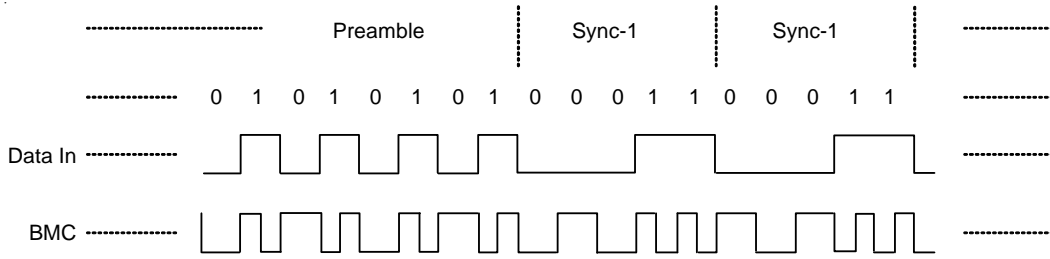 Preamble Sync-1 Sync-1
0 1 0 1 0 1 0 1 0 0 0 1 1 0 0 0 1 1
Data In
BMC